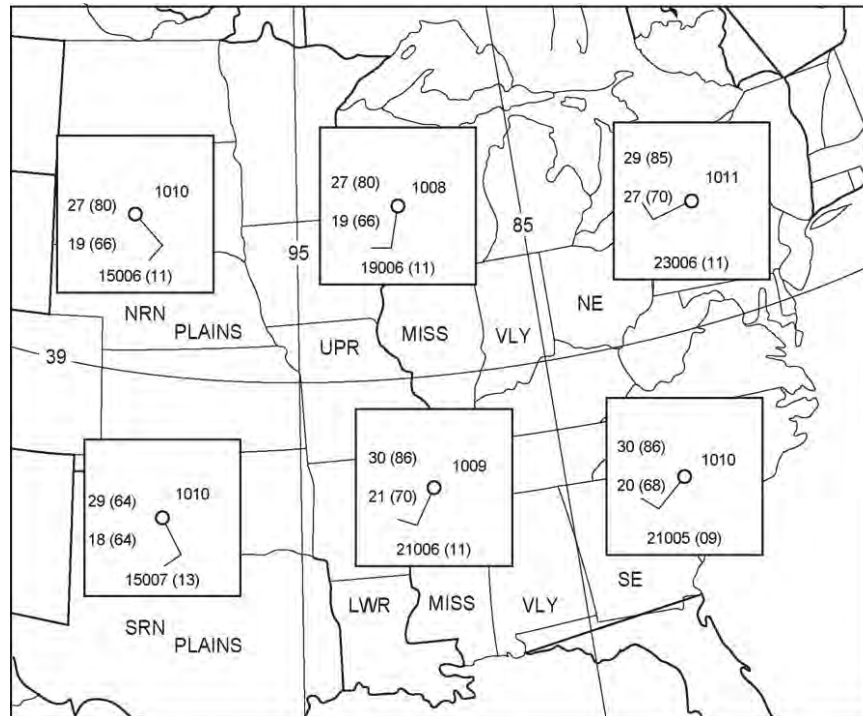 27 (80) 1010
19 (66)
15006 (11)
27 (80) 1008
19 (66)
19006 (11)
29 (85)
1011
27 (70)
23006 (11)
95
85
NRN
PLAINS
UPR
MISS
VLY
NE
39
29 (64) 1010
18 (64)
15007 (13)
30 (86) 1009
21 (70)
21006 (11)
30 (86) 1010
20 (68)
21005 (09)
SRN
PLAINS
LWR
MISS
VLY
SE